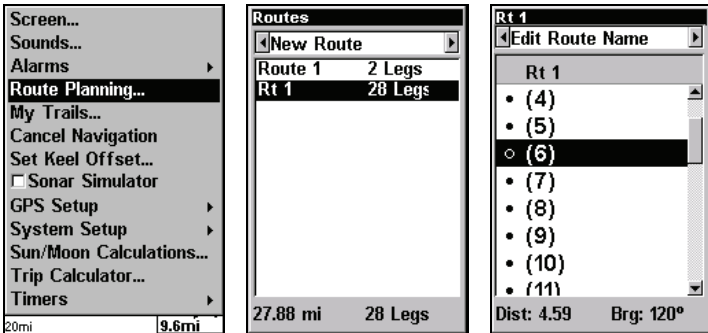 Screen...
Sounds...
Alarms
Route Planning...
My Trails...
Cancel Navigation
Set Keel Offset...
Sonar Simulator
GPS Setup
System Setup
Sun/Moon Calculations...
Trip Calculator...
Timers
20mi 9.6mi
Routes
New Route
Route 1 2 Legs
Rt 1 28 Legs
27.88 mi 28 Legs
Rt 1
Edit Route Name
Rt 1
• (4)
• (5)
○ (6)
• (7)
• (8)
• (9)
• (10)
• (11)
Dist: 4.59 Brg: 120º